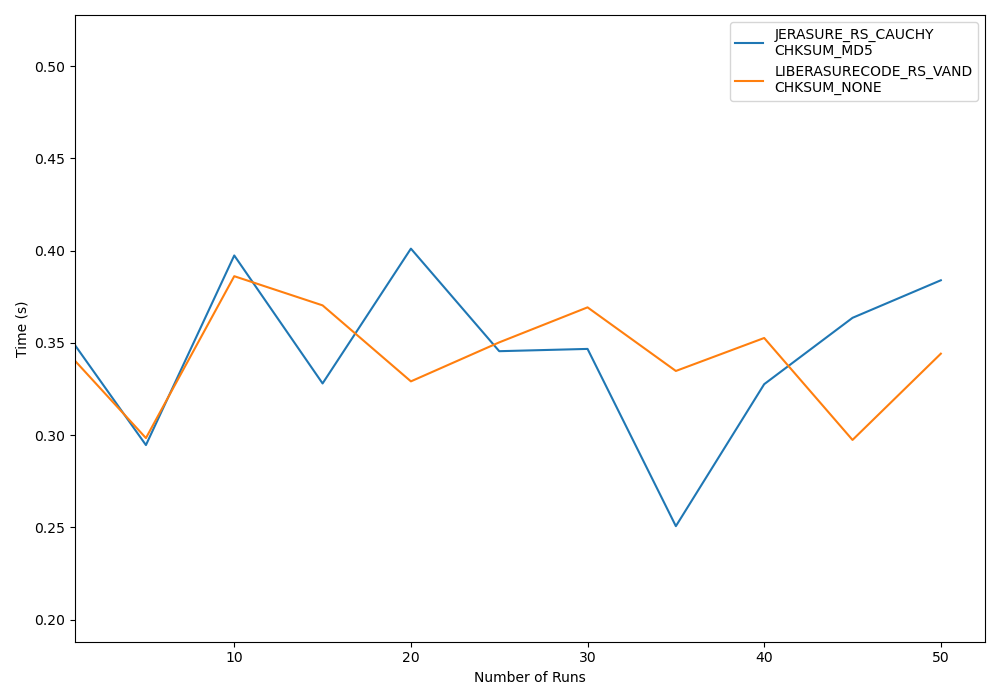 JERASURE_RS_CAUCHY
CHKSUM_MD5
LIBERASURECODE_RS_VAND
CHKSUM_NONE
0.50
0.45
0.40
0.35
0.30
0.25
0.20
Time (s)
10 20 30 40 50
Number of Runs